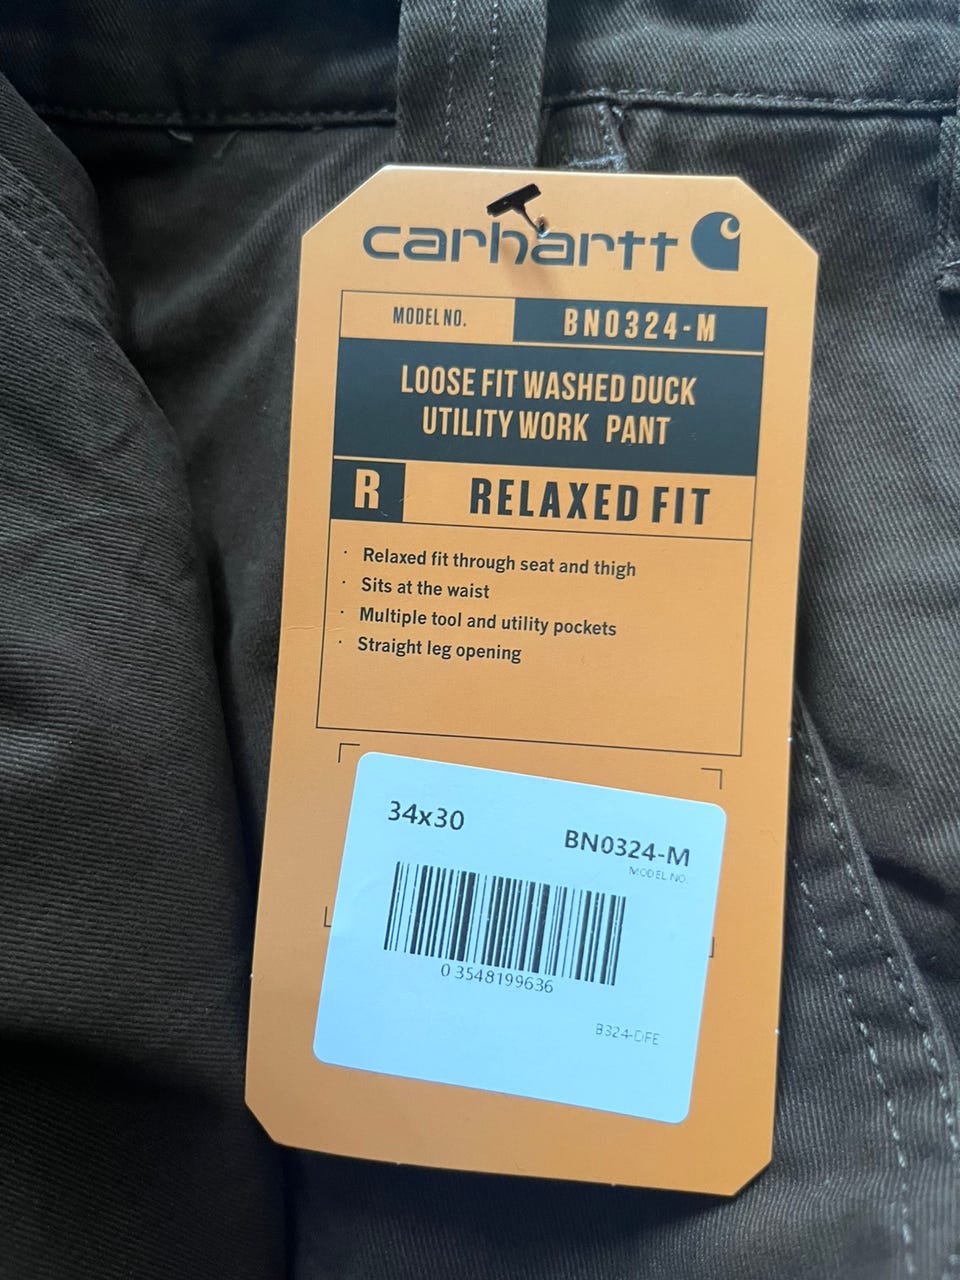 carhartt
MODEL NO. BN0324-M
LOOSE FIT WASHED DUCK
UTILITY WORK PANT
R RELAXED FIT
· Relaxed fit through seat and thigh
· Sits at the waist
· Multiple tool and utility pockets
· Straight leg opening
34x30
BN0324-M
MODEL NO.
0 3548199636
B324-DFE